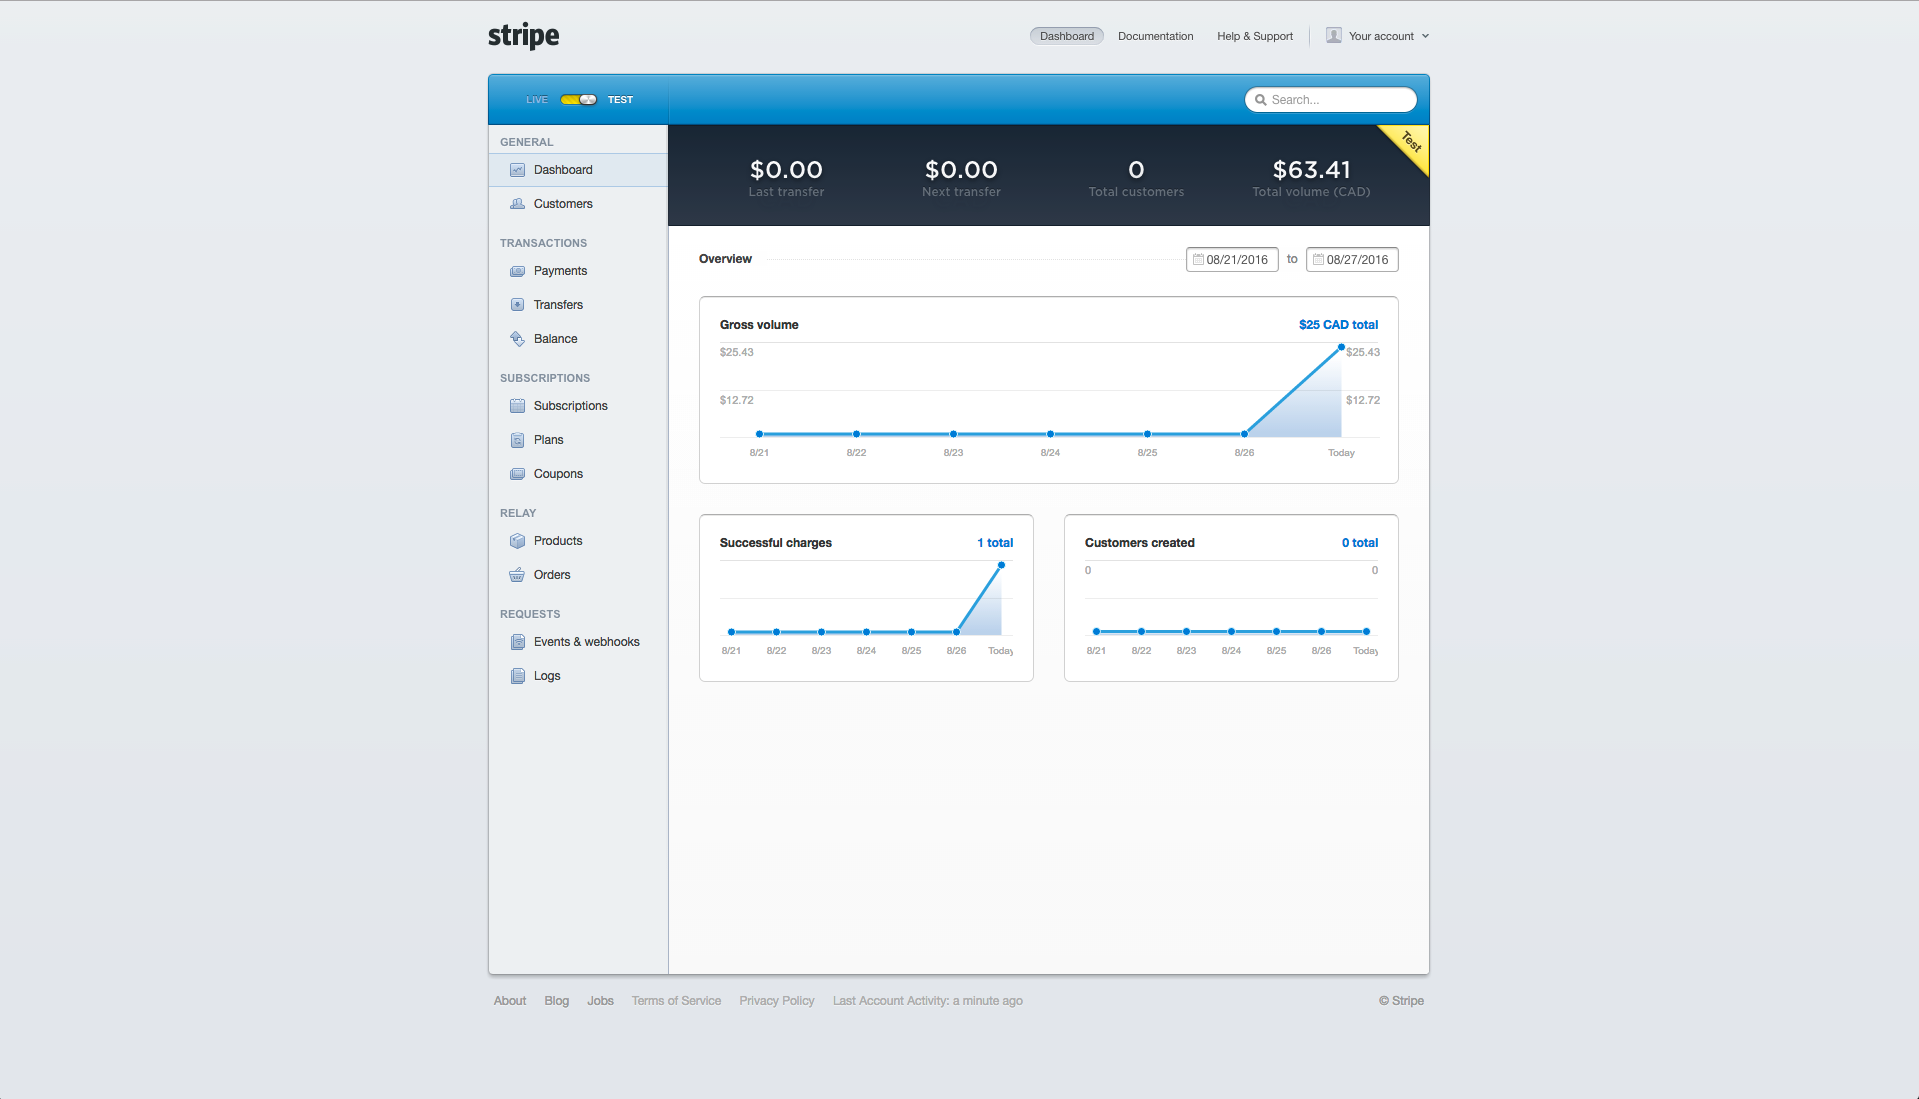 stripe
Dashboard Documentation Help & Support Your account
LIVE TEST Search...
GENERAL
Dashboard
Customers
TRANSACTIONS
Payments
Transfers
Balance
SUBSCRIPTIONS
Subscriptions
Plans
Coupons
RELAY
Products
Orders
REQUESTS
Events & webhooks
Logs
Test
$0.00 $0.00 0 $63.41
Last transfer Next transfer Total customers Total volume (CAD)
Overview 08/21/2016 to 08/27/2016
Gross volume $25 CAD total
$25.43 $25.43
$12.72 $12.72
8/21 8/22 8/23 8/24 8/25 8/26 Today
Successful charges 1 total
8/21 8/22 8/23 8/24 8/25 8/26 Today
Customers created 0 total
0 0
8/21 8/22 8/23 8/24 8/25 8/26 Today
About Blog Jobs Terms of Service Privacy Policy Last Account Activity: a minute ago © Stripe